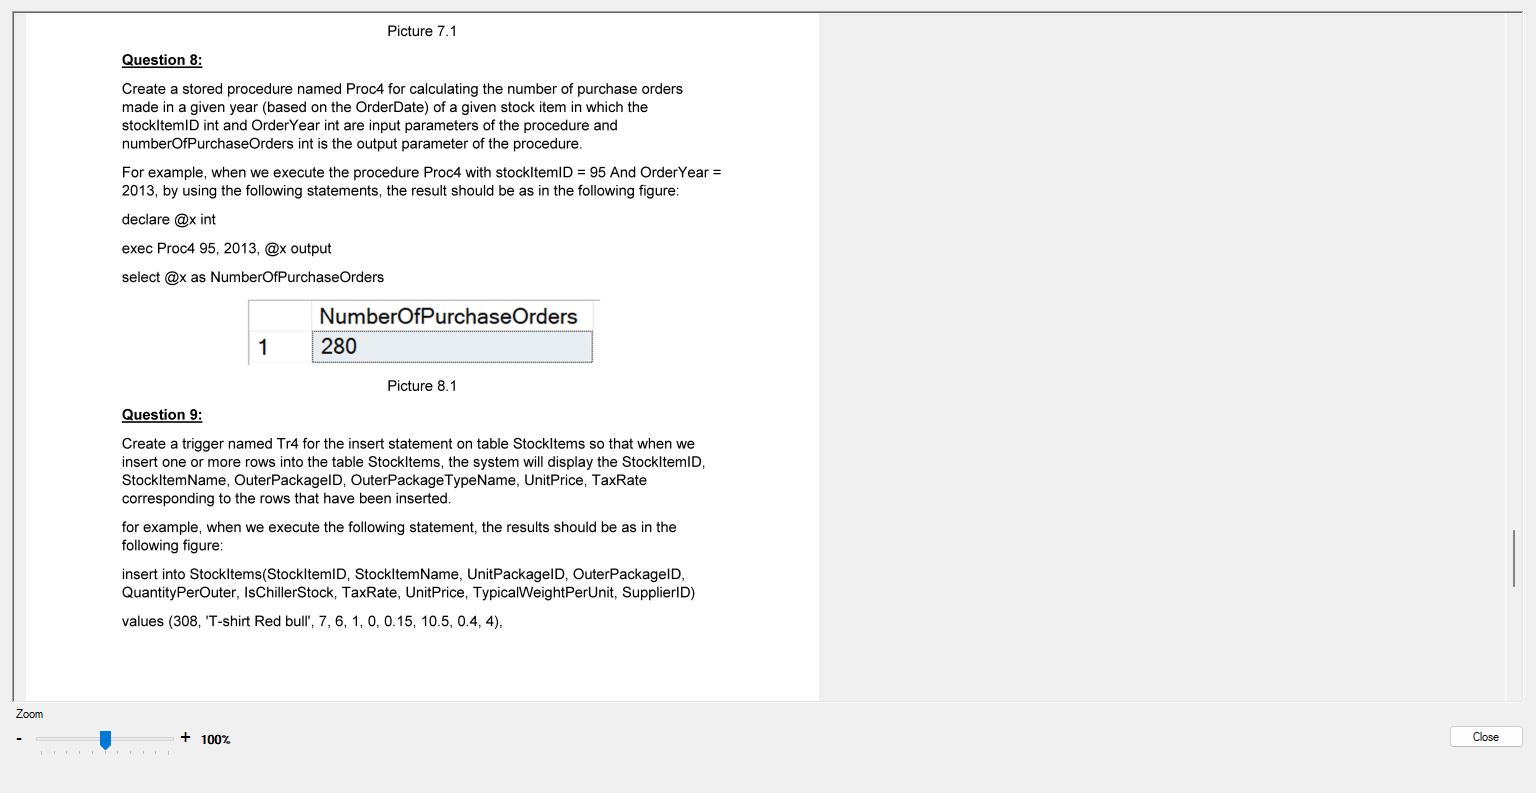 Picture 7.1
Question 8:
Create a stored procedure named Proc4 for calculating the number of purchase orders
made in a given year (based on the OrderDate) of a given stock item in which the
stockItemID int and OrderYear int are input parameters of the procedure and
numberOfPurchaseOrders int is the output parameter of the procedure.
For example, when we execute the procedure Proc4 with stockItemID = 95 And OrderYear =
2013, by using the following statements, the result should be as in the following figure:
declare @x int
exec Proc4 95, 2013, @x output
select @x as NumberOfPurchaseOrders
NumberOfPurchaseOrders
1 280
Picture 8.1
Question 9:
Create a trigger named Tr4 for the insert statement on table StockItems so that when we
insert one or more rows into the table StockItems, the system will display the StockItemID,
StockItemName, OuterPackageID, OuterPackageTypeName, UnitPrice, TaxRate
corresponding to the rows that have been inserted.
for example, when we execute the following statement, the results should be as in the
following figure:
insert into StockItems(StockItemID, StockItemName, UnitPackageID, OuterPackageID,
QuantityPerOuter, IsChillerStock, TaxRate, UnitPrice, TypicalWeightPerUnit, SupplierID)
values (308, 'T-shirt Red bull', 7, 6, 1, 0, 0.15, 10.5, 0.4, 4),
Zoom
- + 100%
Close